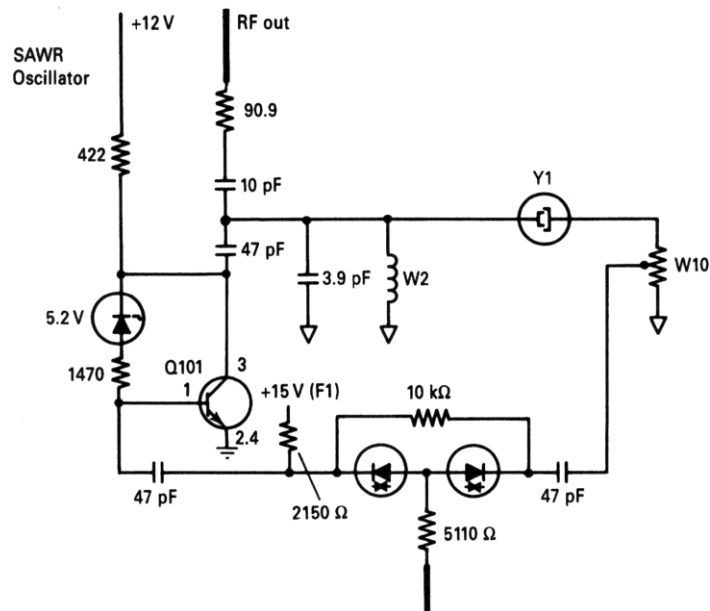 +12 V
RF out
SAWR
Oscillator
90.9
422
10 pF
Y1
47 pF
3.9 pF
W2
W10
5.2 V
1470
Q101
3
1
2.4
+15 V (F1)
10 kΩ
47 pF
2150 Ω
47 pF
5110 Ω